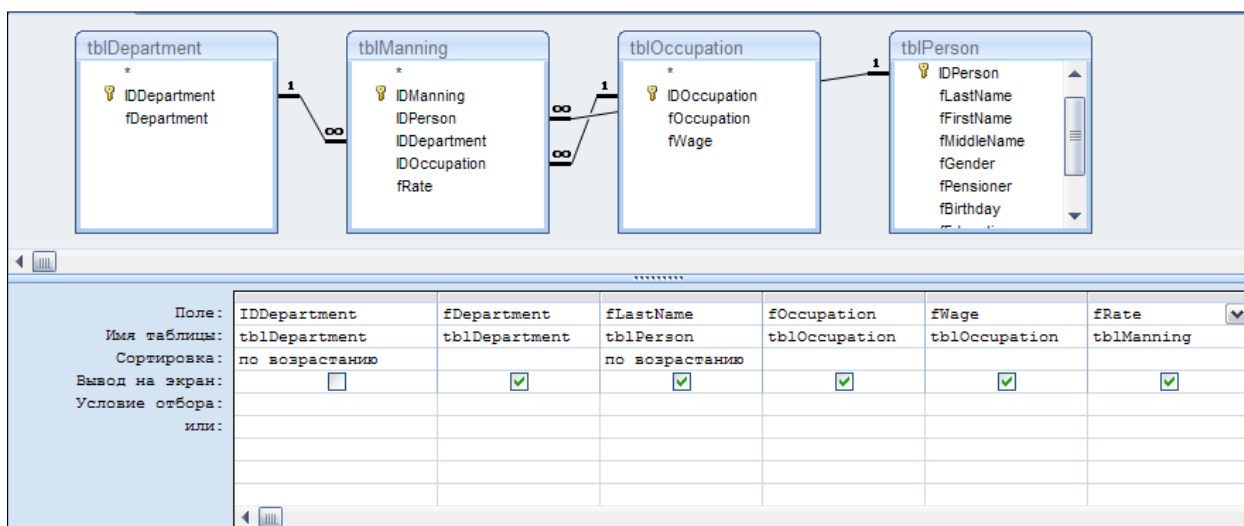 tblDepartment
*
IDDepartment
fDepartment
1
∞
tblManning
*
IDManning
IDPerson
IDDepartment
IDOccupation
fRate
∞
∞
1
tblOccupation
*
IDOccupation
fOccupation
fWage
1
tblPerson
IDPerson
fLastName
fFirstName
fMiddleName
fGender
fPensioner
fBirthday
Поле: IDDepartment fDepartment fLastName fOccupation fWage fRate
Имя таблицы: tblDepartment tblDepartment tblPerson tblOccupation tblOccupation tblManning
Сортировка: по возрастанию по возрастанию
Вывод на экран:
Условие отбора:
или: